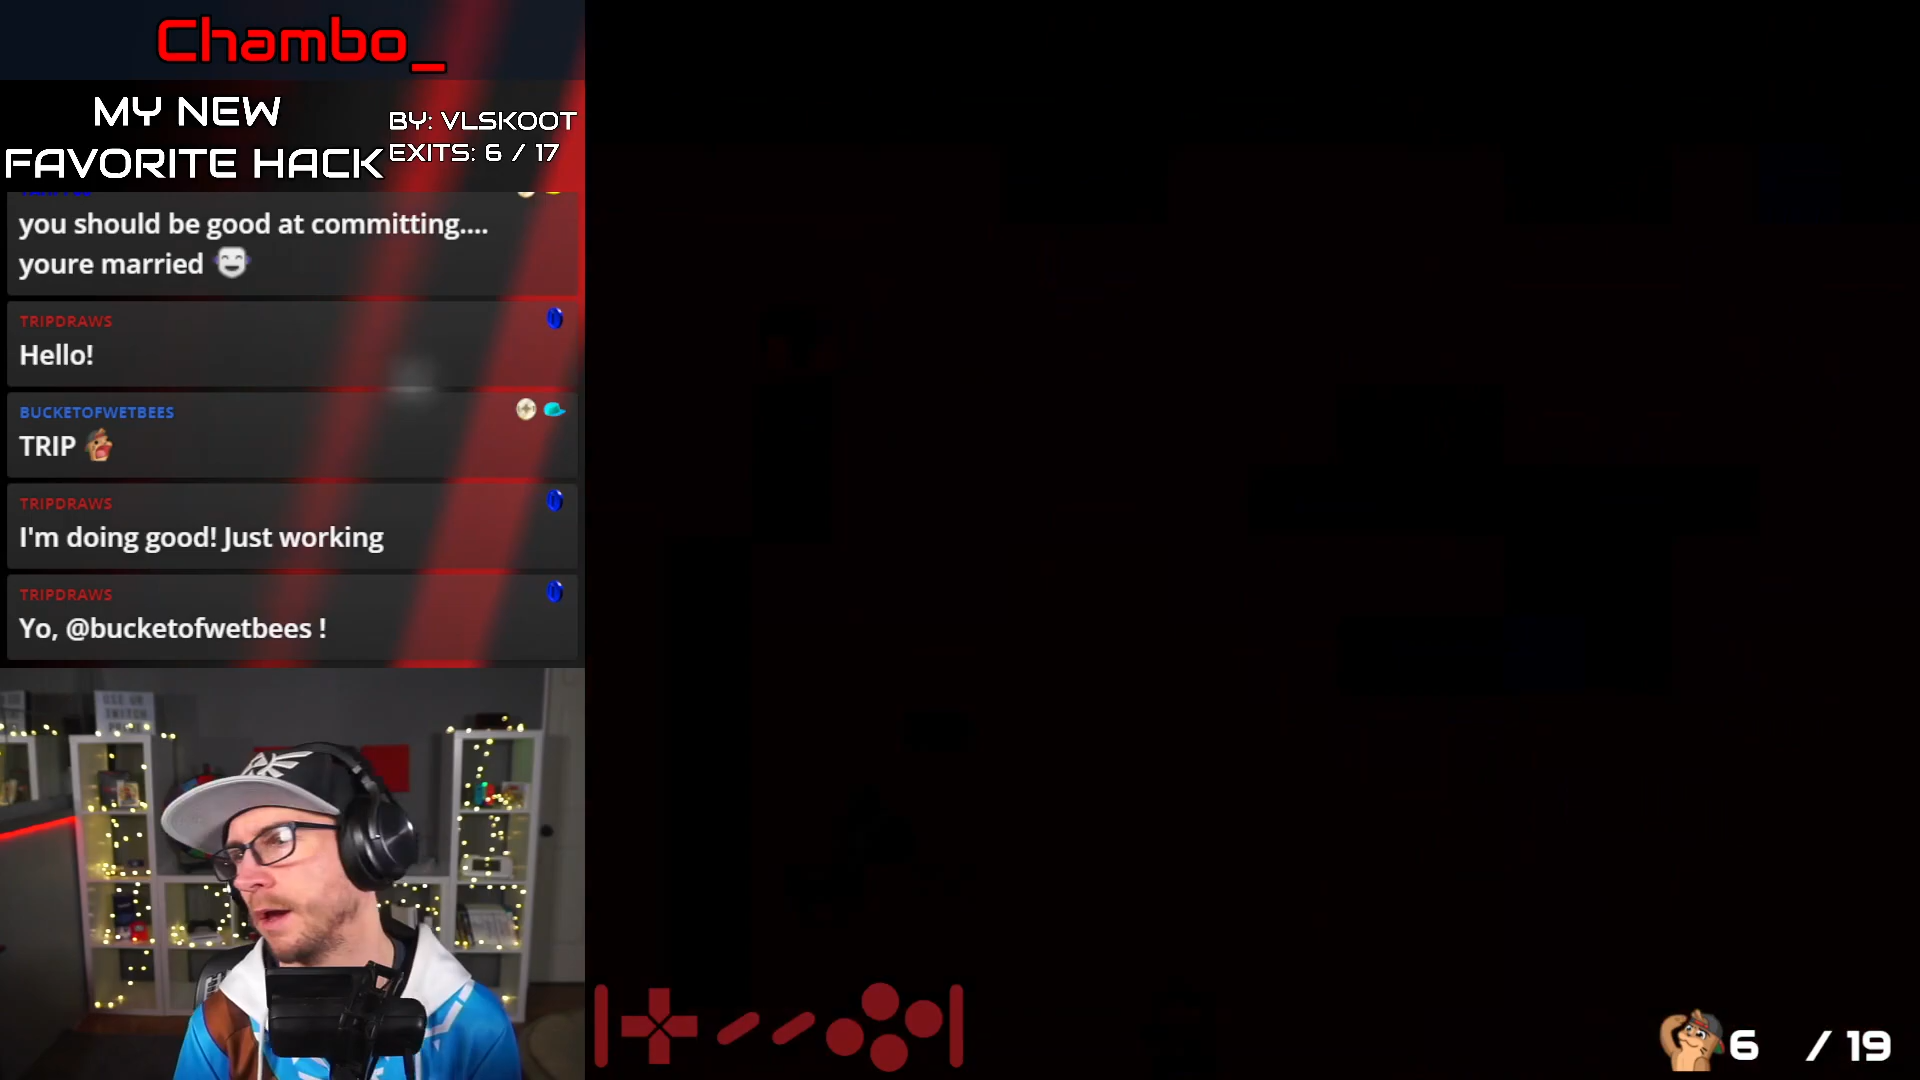 Chambo_
MY NEW
FAVORITE HACK
BY: VLSKOOT
EXITS: 6 / 17
you should be good at committing....
youre married
TRIPDRAWS
Hello!
BUCKETOFWETBEES
TRIP
TRIPDRAWS
I'm doing good! Just working
TRIPDRAWS
Yo, @bucketofwetbees !
6 / 19